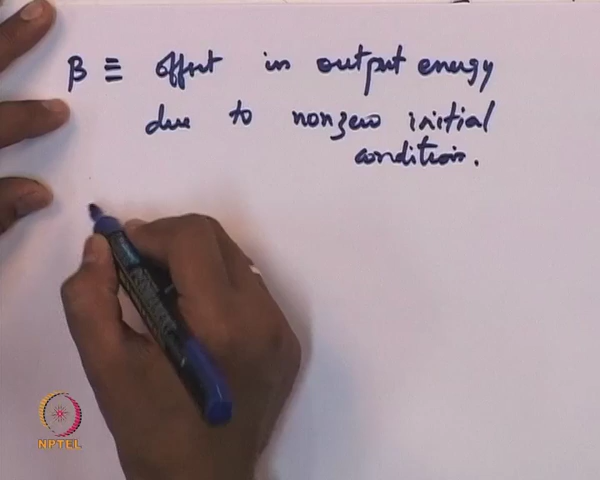 β ≡ offset in output energy
due to nonzero initial
condition.
NPTEL